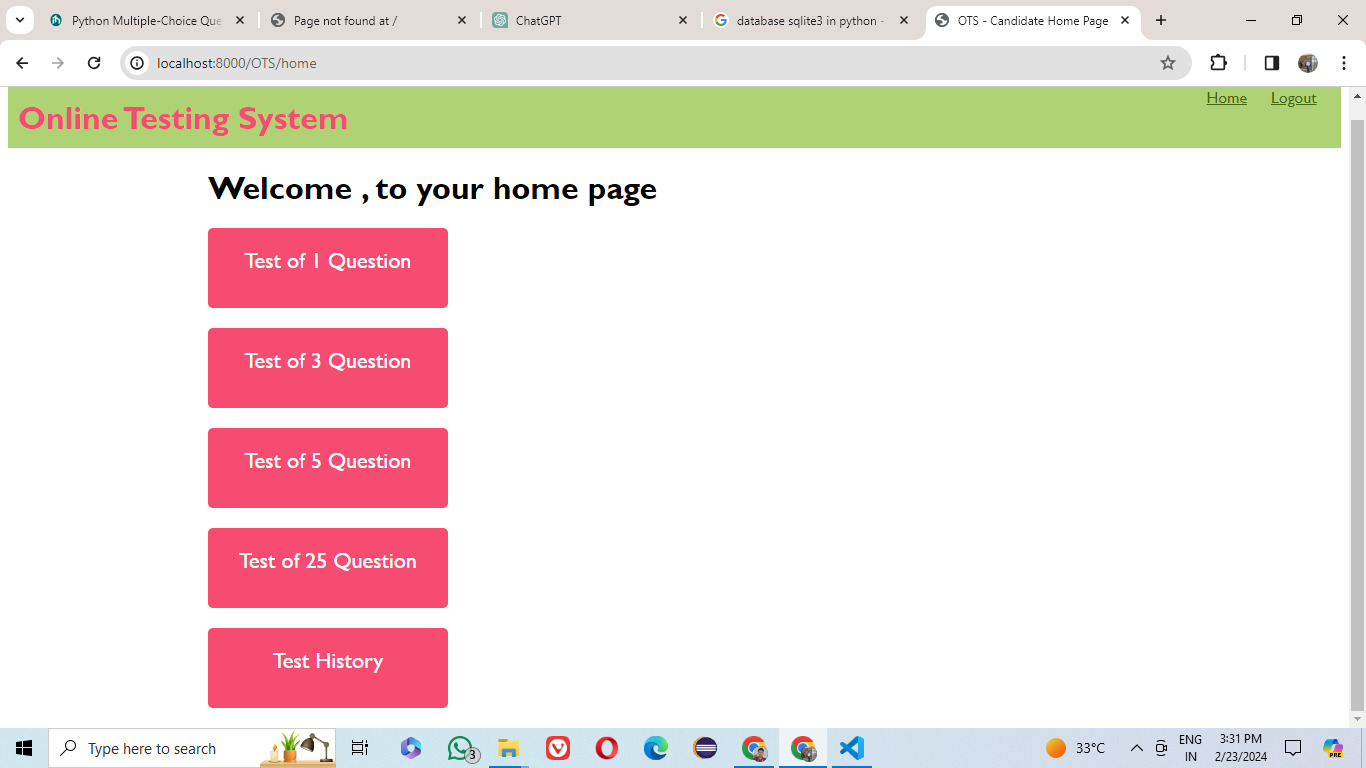 Python Multiple-Choice Que
Page not found at /
ChatGPT
database sqlite3 in python -
OTS - Candidate Home Page
localhost:8000/OTS/home
Home Logout
Online Testing System
Welcome , to your home page
Test of 1 Question
Test of 3 Question
Test of 5 Question
Test of 25 Question
Test History
Type here to search
3
33°C
ENG
IN
3:31 PM
2/23/2024
PRE